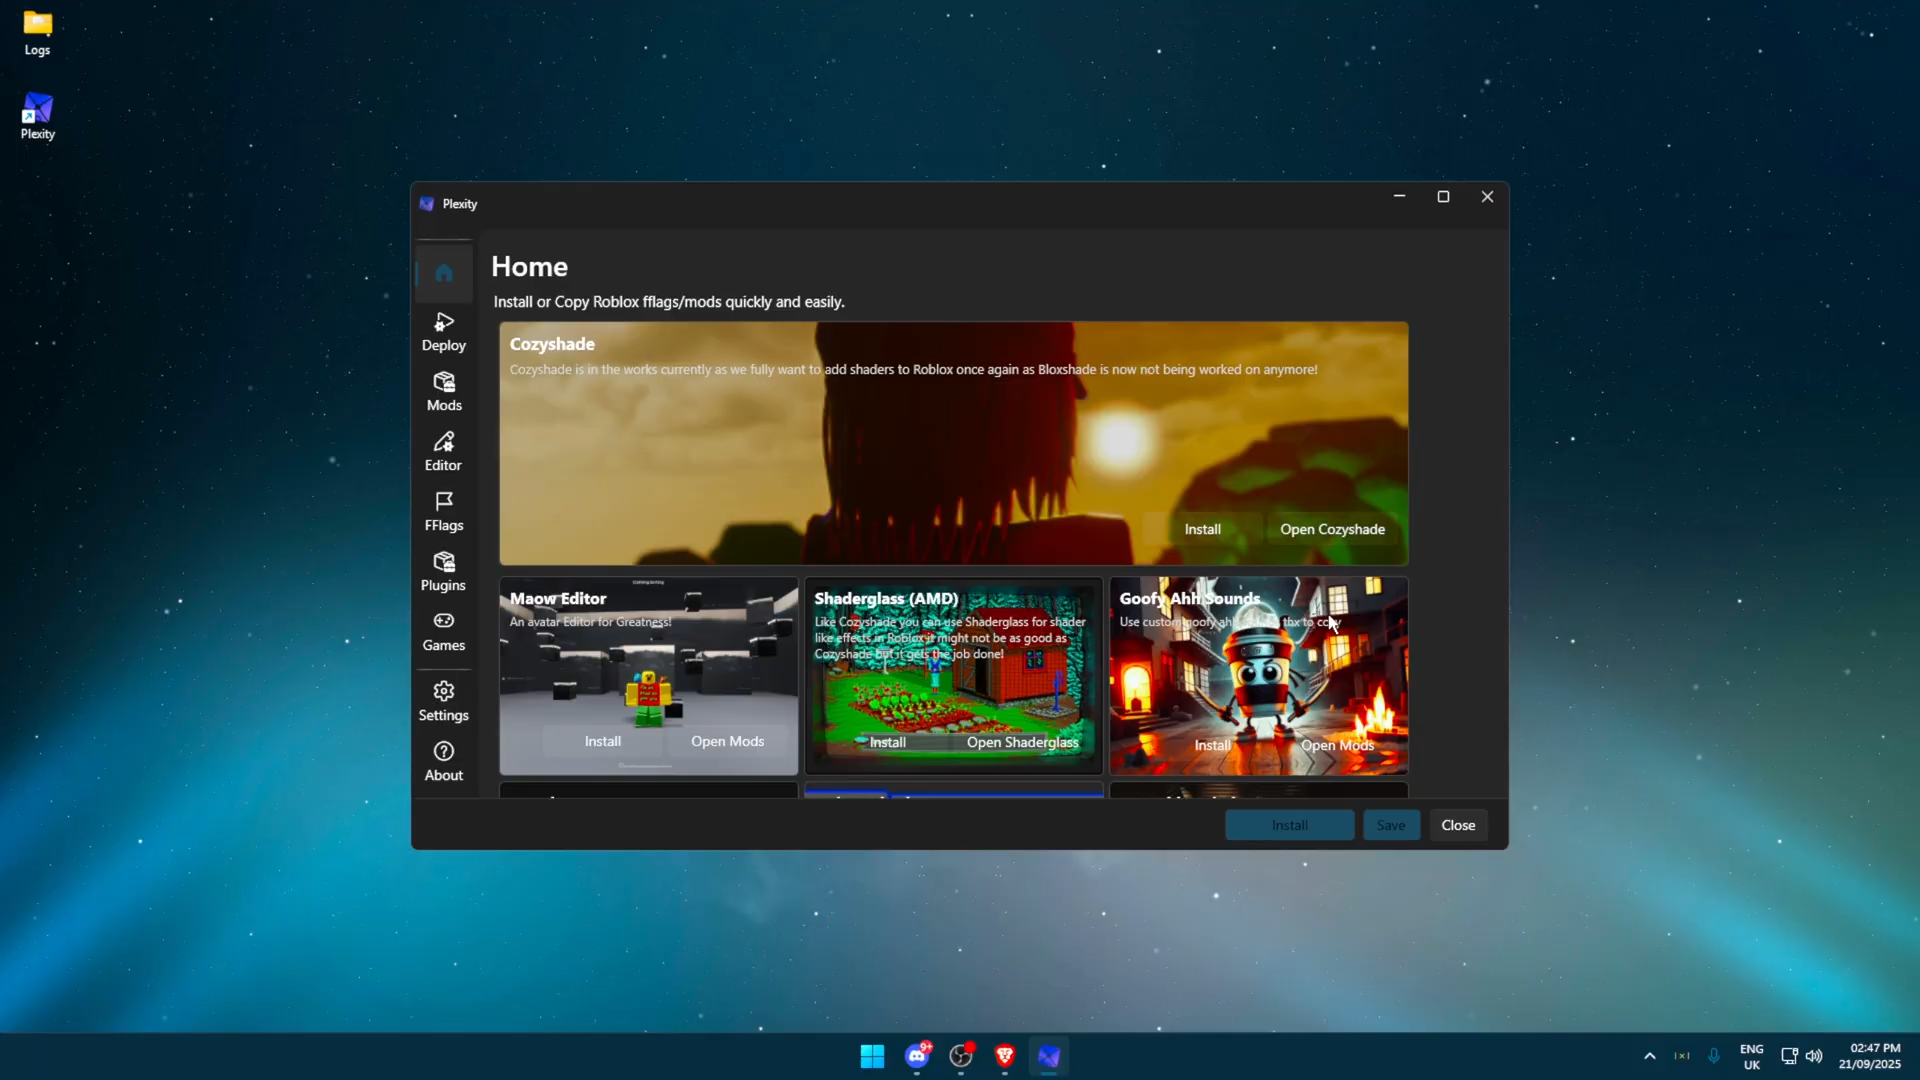 Logs
Plexity
Plexity
Home
Install or Copy Roblox fflags/mods quickly and easily.
Deploy
Mods
Editor
FFlags
Plugins
Games
Settings
About
Cozyshade
Cozyshade is in the works currently as we fully want to add shaders to Roblox once again as Bloxshade is now not being worked on anymore!
Install
Open Cozyshade
Maow Editor
An avatar Editor for Greatness!
Install
Open Mods
Shaderglass (AMD)
Like Cozyshade you can use Shaderglass for shader
like effects in Roblox it might not be as good as
Cozyshade but it gets the job done!
Install
Open Shaderglass
Goofy Ahh Sounds
Use custom goofy ahh tbx to
Install
Open Mods
Install
Save
Close
9+
ENG
UK
02:47 PM
21/09/2025